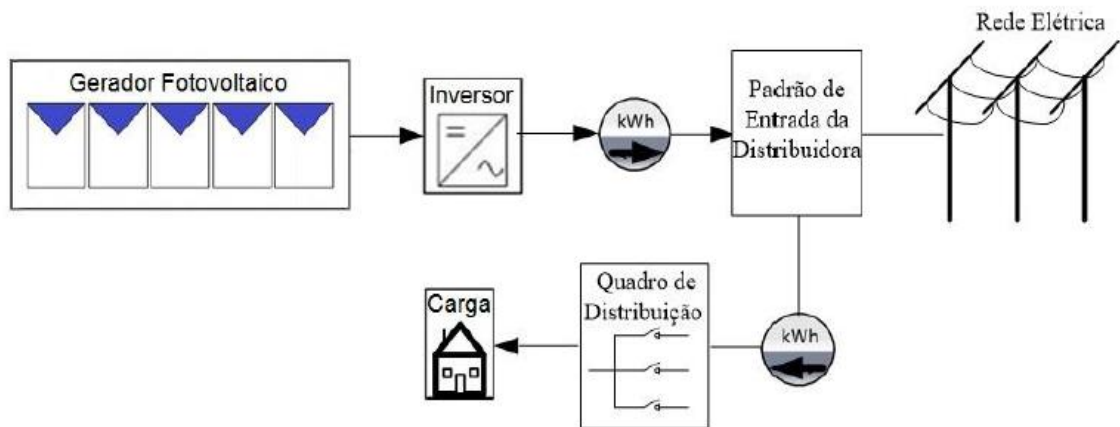 Rede Elétrica
Gerador Fotovoltaico
Inversor
kWh
Padrão de
Entrada da
Distribuidora
Carga
Quadro de
Distribuição
kWh